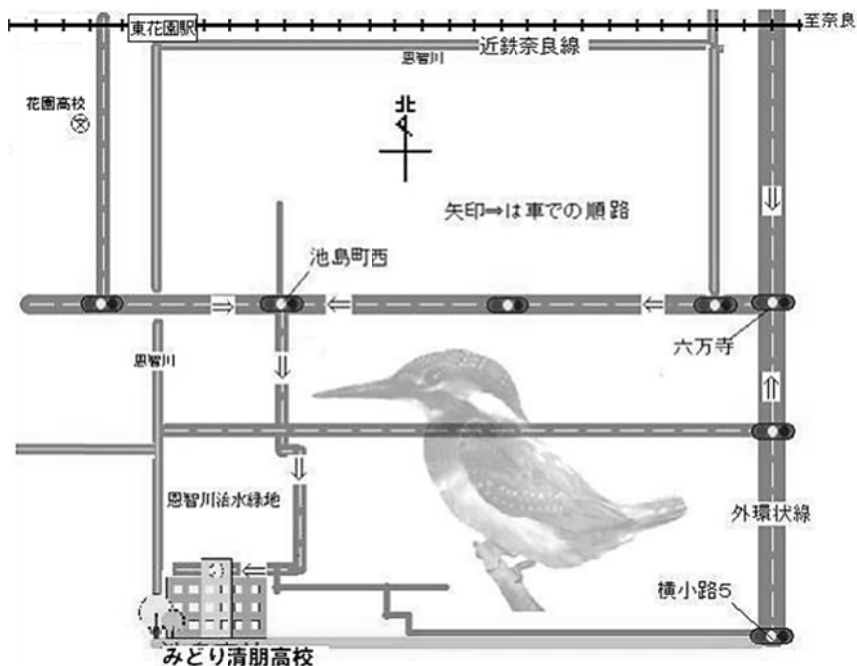 至奈良
東花園駅
近鉄奈良線
恩智川
花園高校
文
北
矢印⇒は車での順路
池島町西
六万寺
恩智川
恩智川治水緑地
外環状線
横小路5
みどり清朋高校